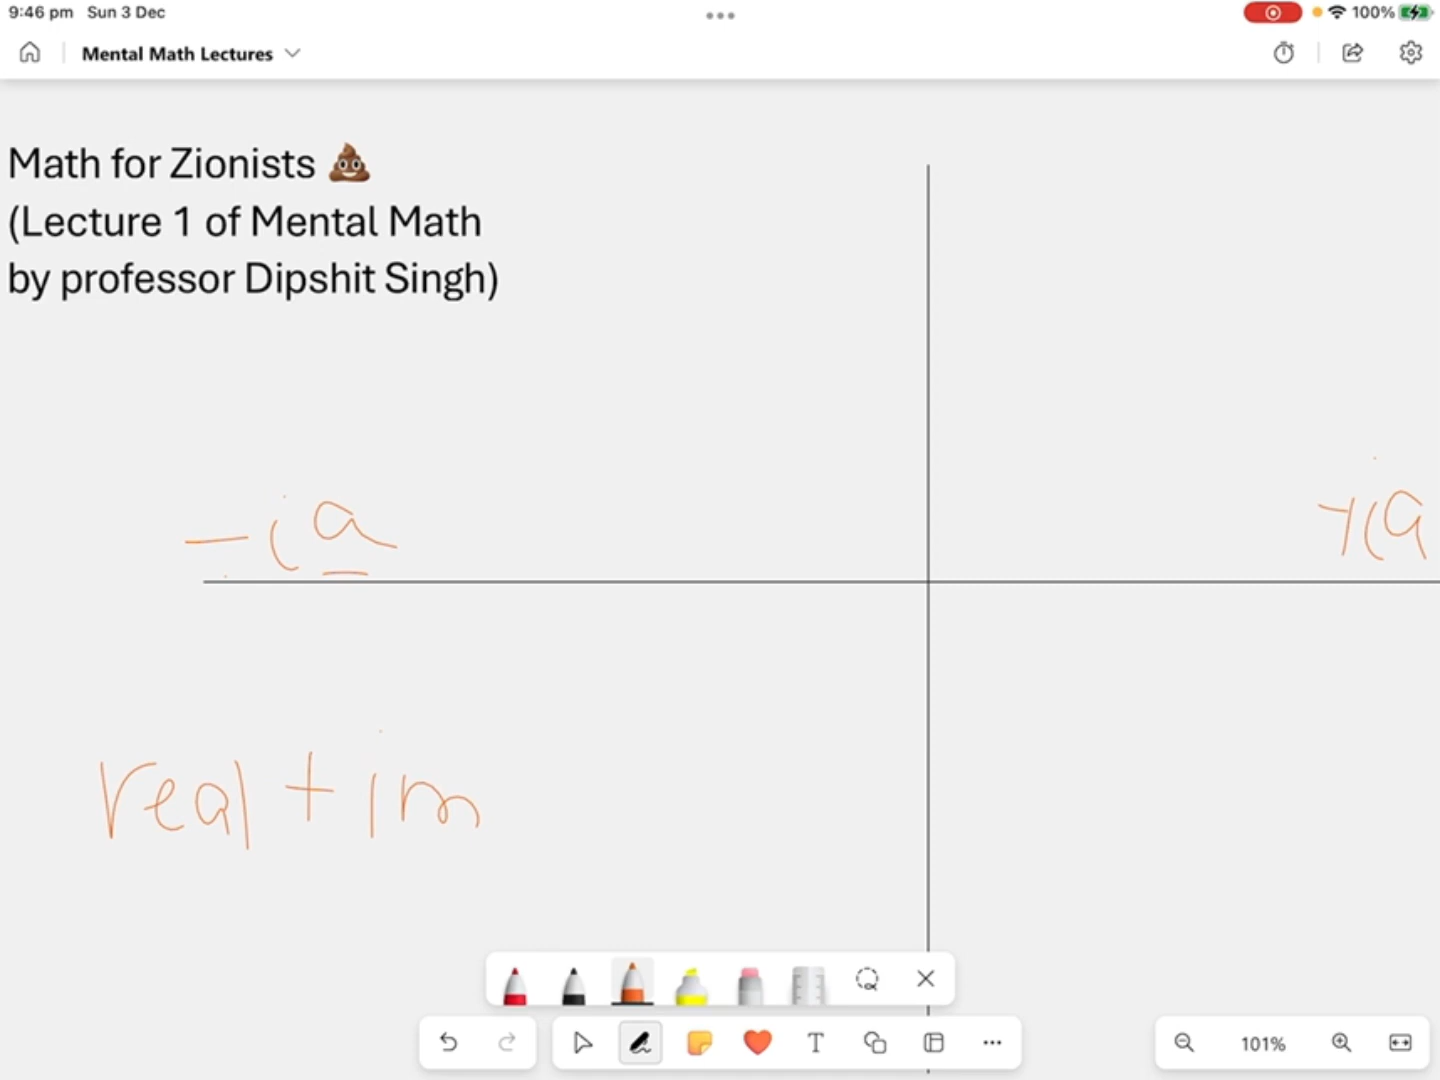 9:46 pm Sun 3 Dec
100%
Mental Math Lectures
Math for Zionists 💩
(Lecture 1 of Mental Math
by professor Dipshit Singh)
-ia +ia
real + im
T
101%